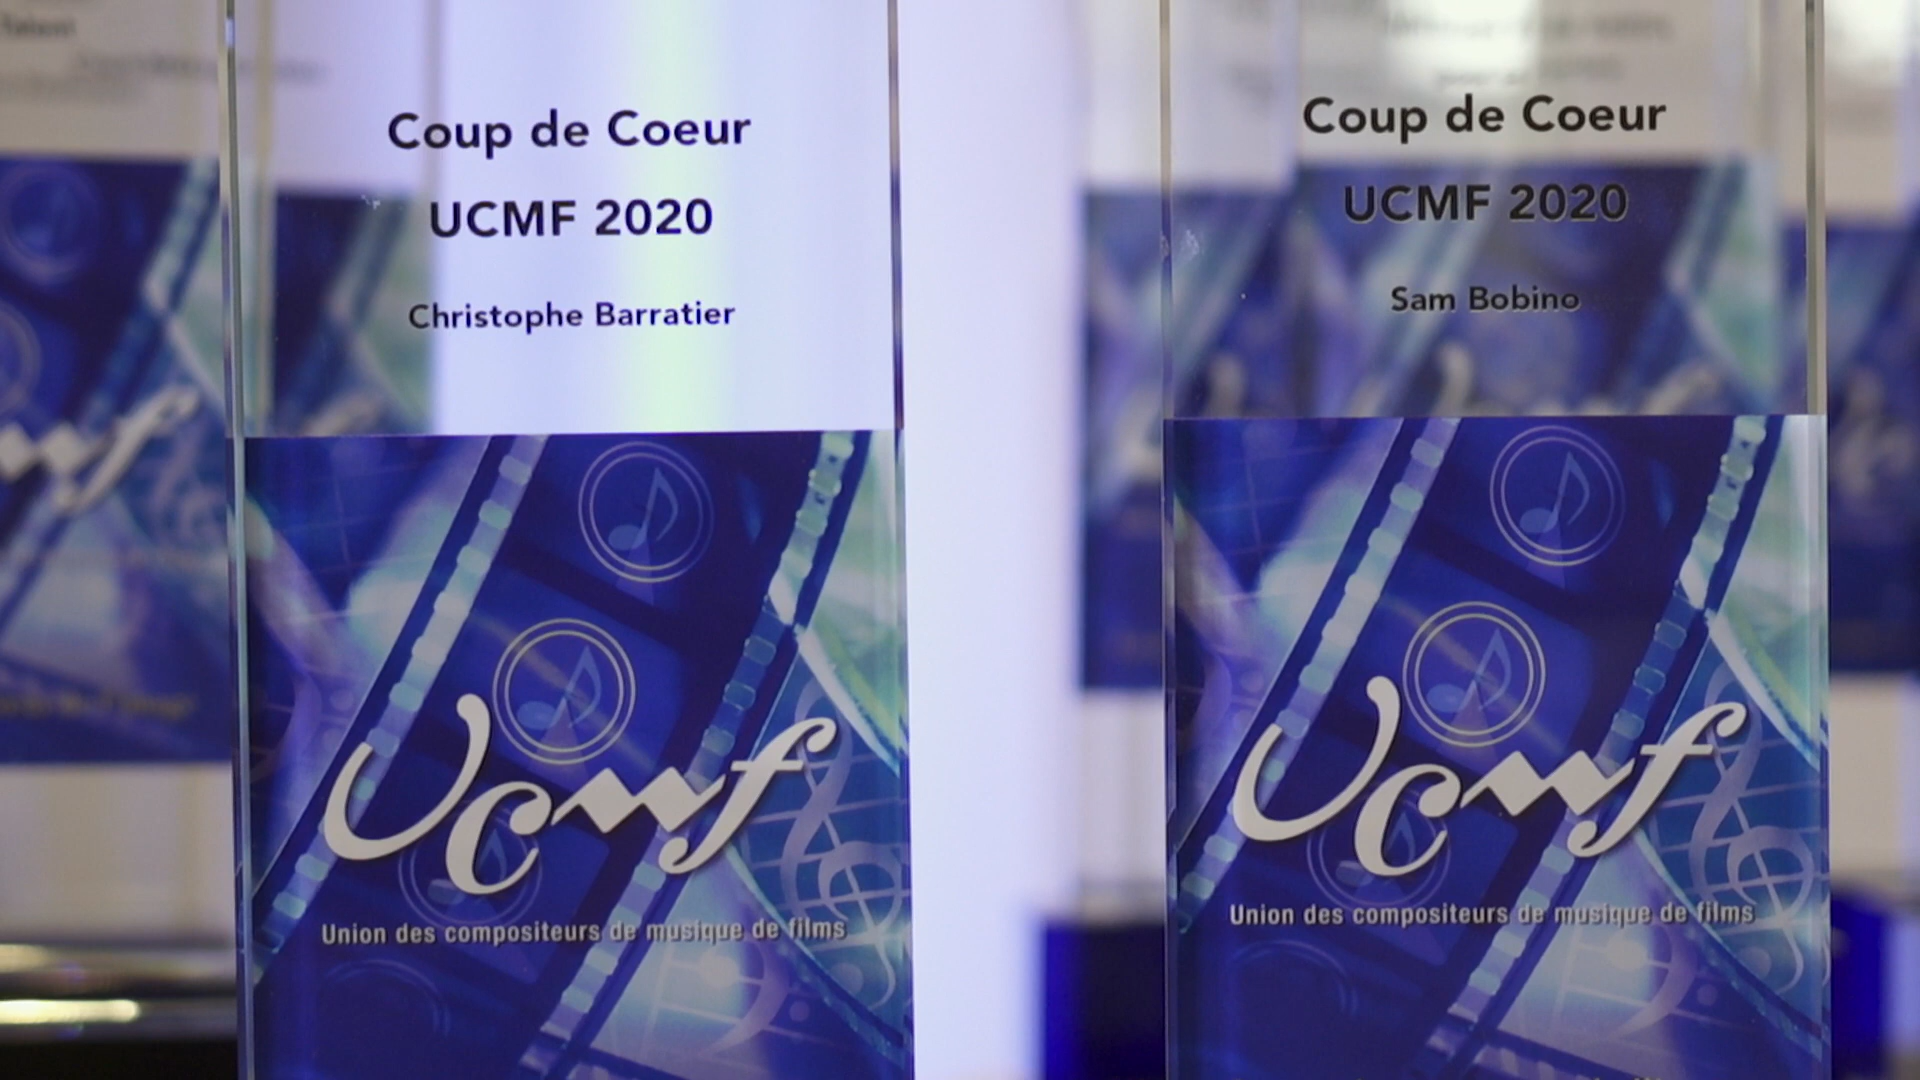 Talent
Coup de Coeur
UCMF 2020
Christophe Barratier
ucmf
Union des compositeurs de musique de films
Coup de Coeur
UCMF 2020
Sam Bobino
ucmf
Union des compositeurs de musique de films